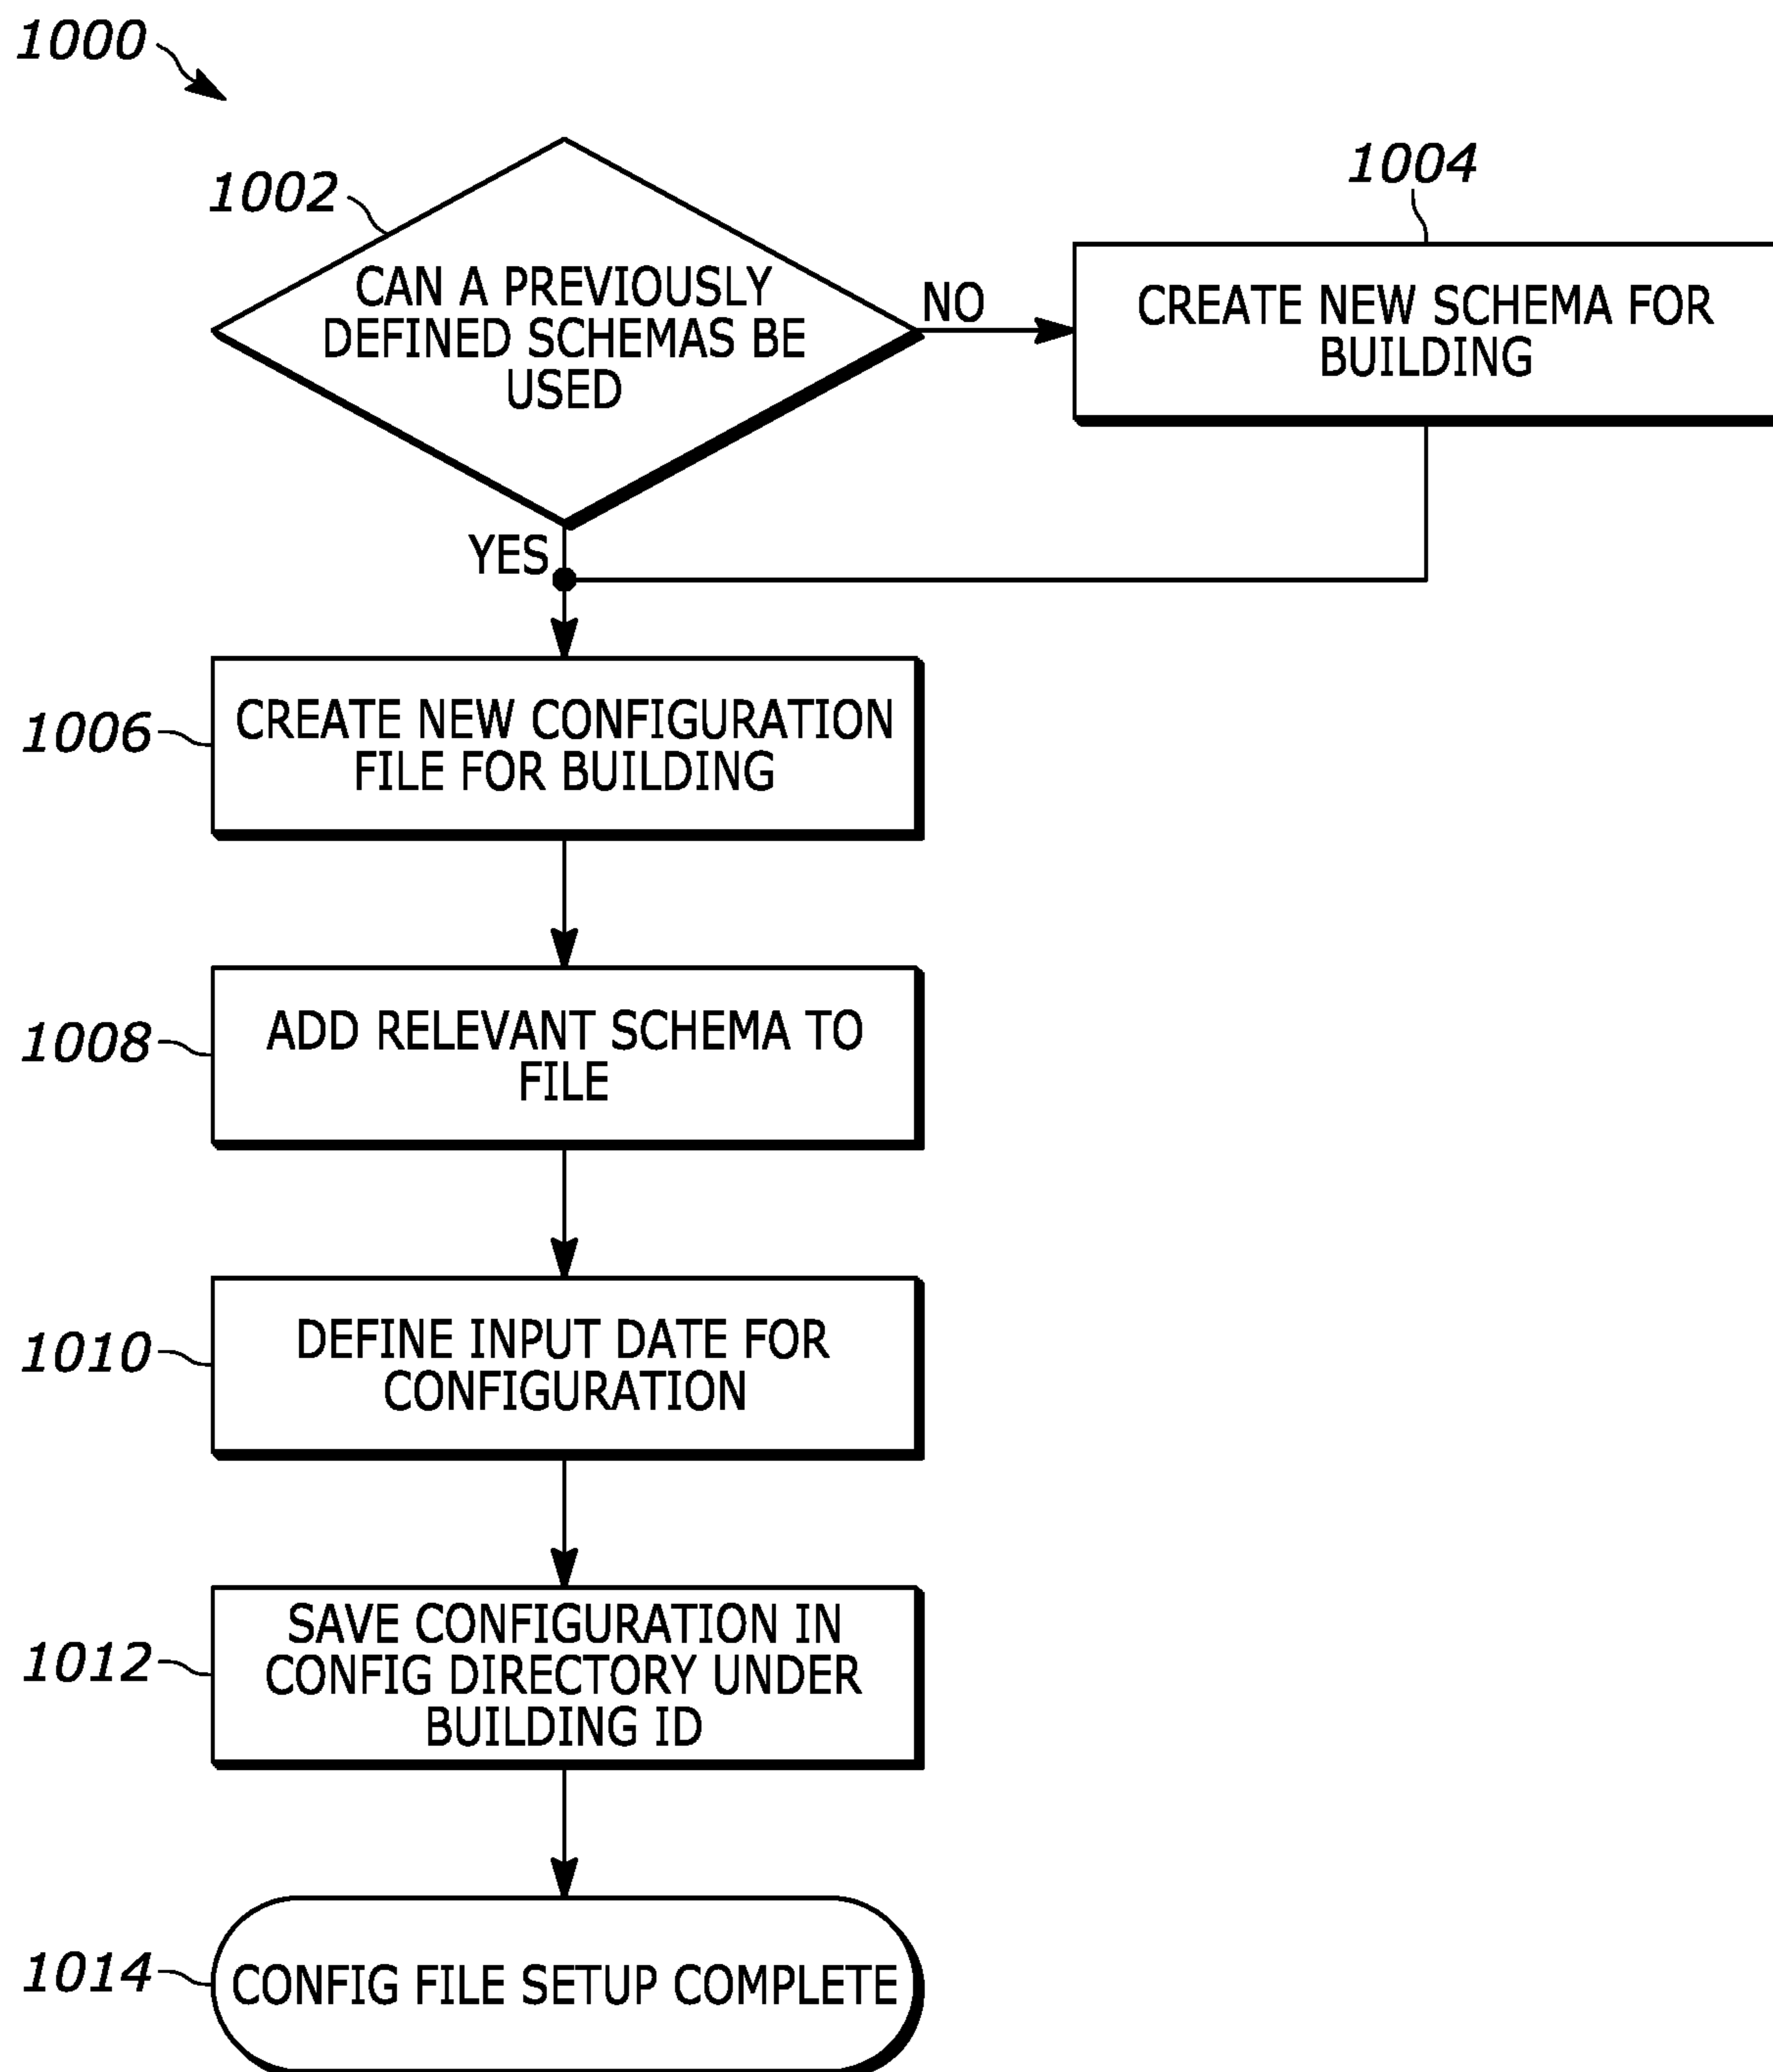 1000
1002
CAN A PREVIOUSLY
DEFINED SCHEMAS BE
USED
NO
1004
CREATE NEW SCHEMA FOR
BUILDING
YES
1006
CREATE NEW CONFIGURATION
FILE FOR BUILDING
1008
ADD RELEVANT SCHEMA TO
FILE
1010
DEFINE INPUT DATE FOR
CONFIGURATION
1012
SAVE CONFIGURATION IN
CONFIG DIRECTORY UNDER
BUILDING ID
1014
CONFIG FILE SETUP COMPLETE